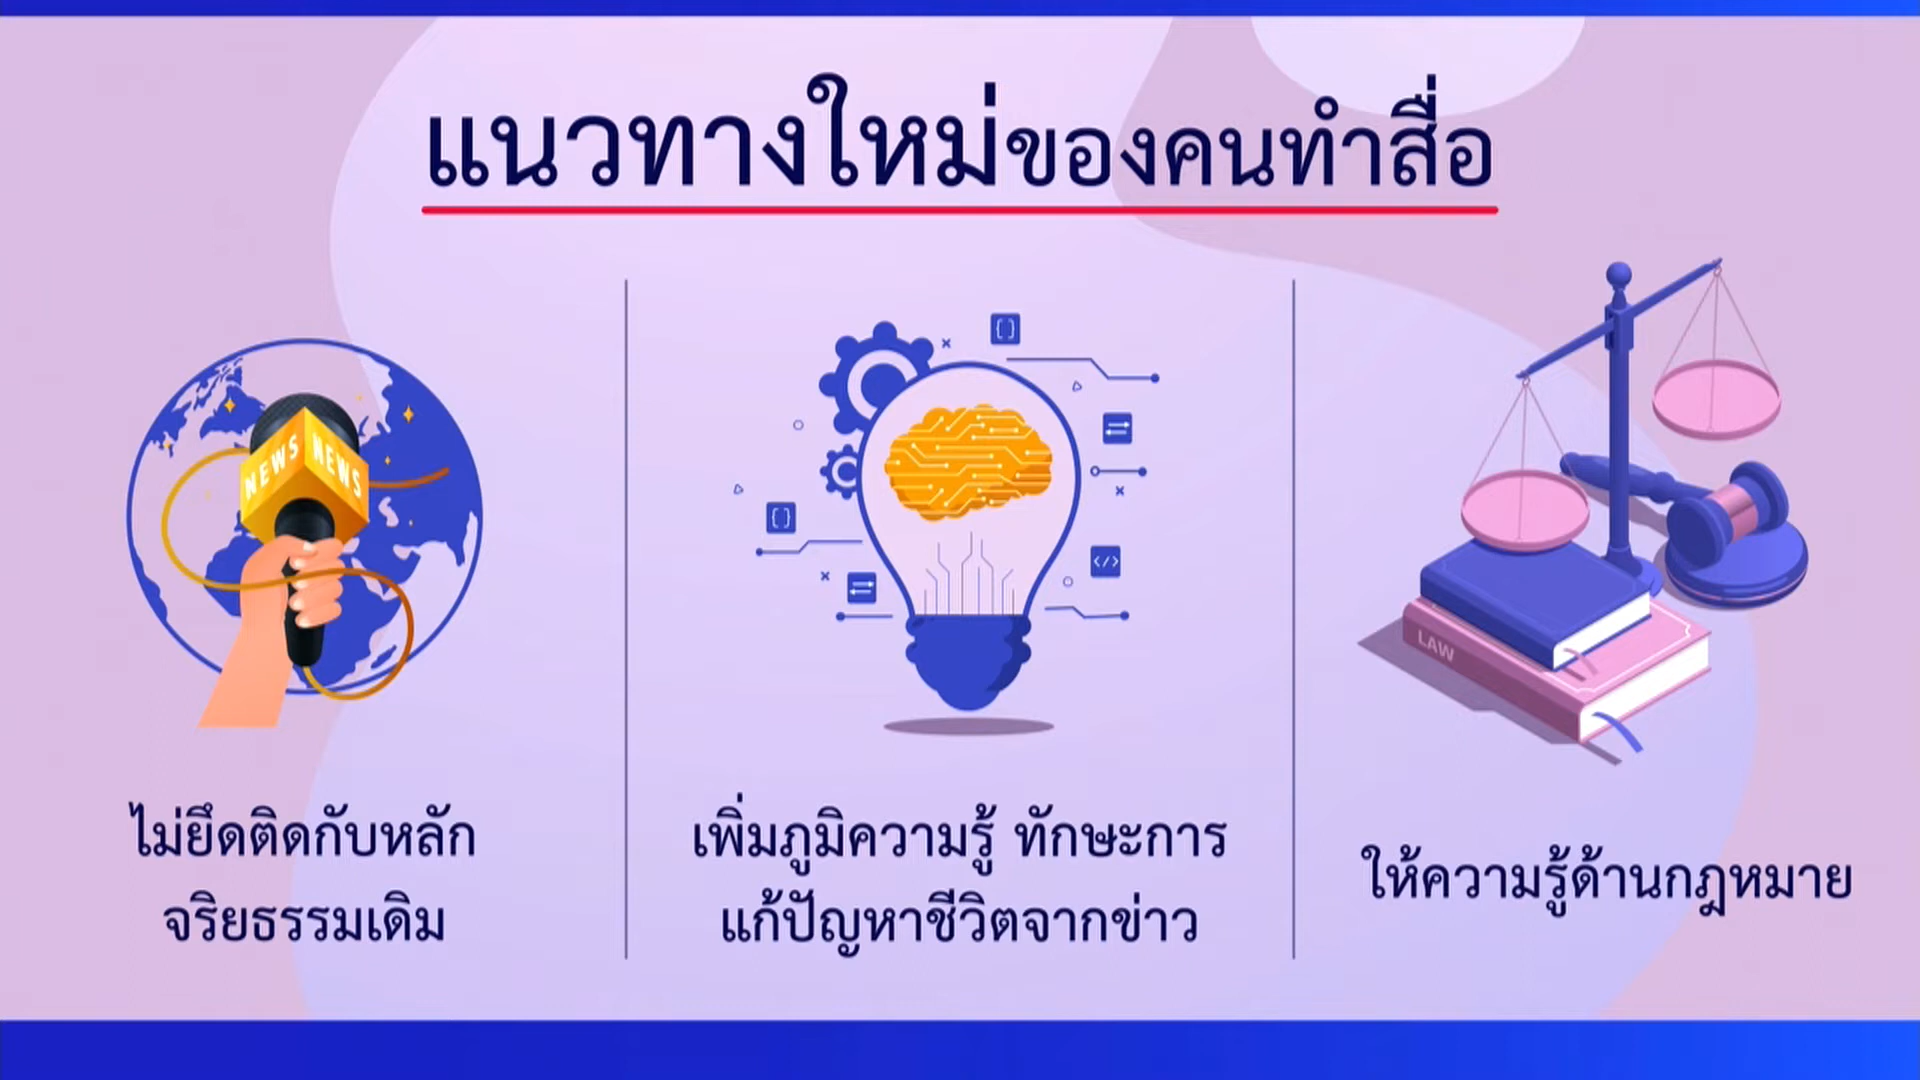 แนวทางใหม่ของคนทำสื่อ
NEWS NEWS
ไม่ยึดติดกับหลัก
จริยธรรมเดิม
{ }
{ }
</>
เพิ่มภูมิความรู้ ทักษะการ
แก้ปัญหาชีวิตจากข่าว
LAW
ให้ความรู้ด้านกฎหมาย